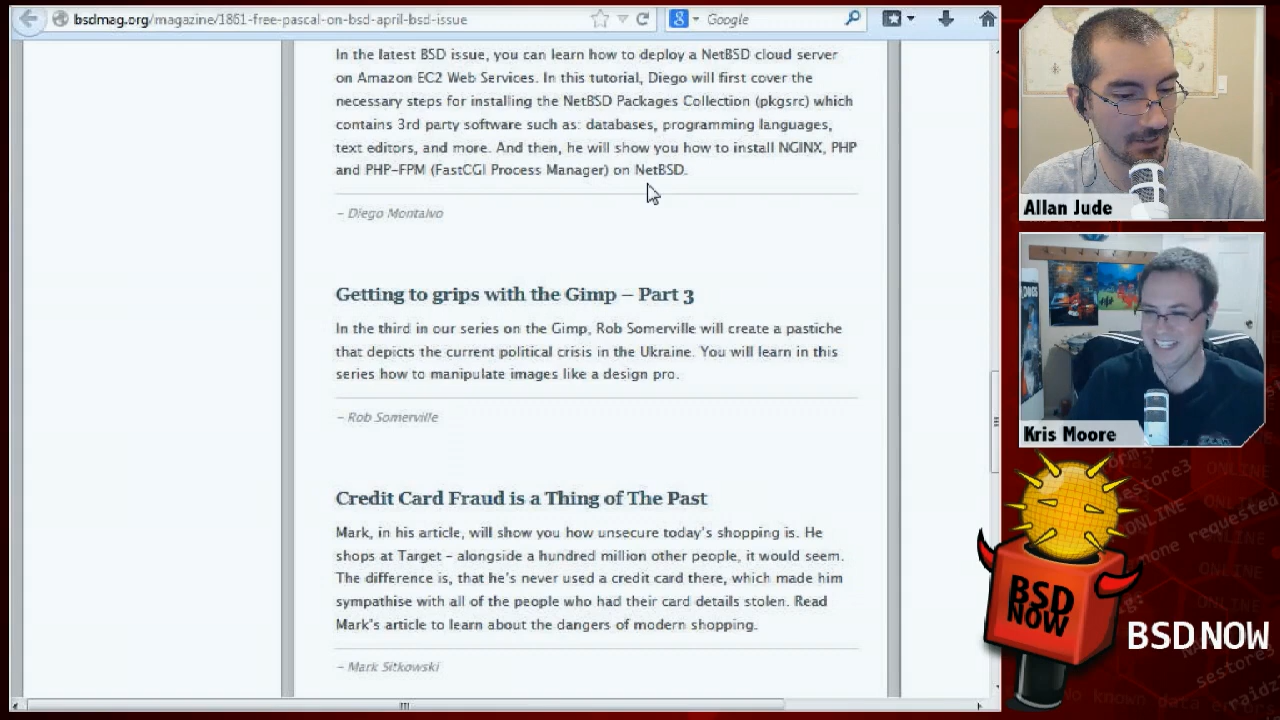 bsdmag.org/magazine/1861-free-pascal-on-bsd-april-bsd-issue
Google
In the latest BSD issue, you can learn how to deploy a NetBSD cloud server
on Amazon EC2 Web Services. In this tutorial, Diego will first cover the
necessary steps for installing the NetBSD Packages Collection (pkgsrc) which
contains 3rd party software such as: databases, programming languages,
text editors, and more. And then, he will show you how to install NGINX, PHP
and PHP-FPM (FastCGI Process Manager) on NetBSD.
– Diego Montalvo
Getting to grips with the Gimp – Part 3
In the third in our series on the Gimp, Rob Somerville will create a pastiche
that depicts the current political crisis in the Ukraine. You will learn in this
series how to manipulate images like a design pro.
– Rob Somerville
Credit Card Fraud is a Thing of The Past
Mark, in his article, will show you how unsecure today's shopping is. He
shops at Target – alongside a hundred million other people, it would seem.
The difference is, that he's never used a credit card there, which made him
sympathise with all of the people who had their card details stolen. Read
Mark's article to learn about the dangers of modern shopping.
– Mark Sitkowski
Allan Jude
Kris Moore
BSD
NOW
BSD NOW